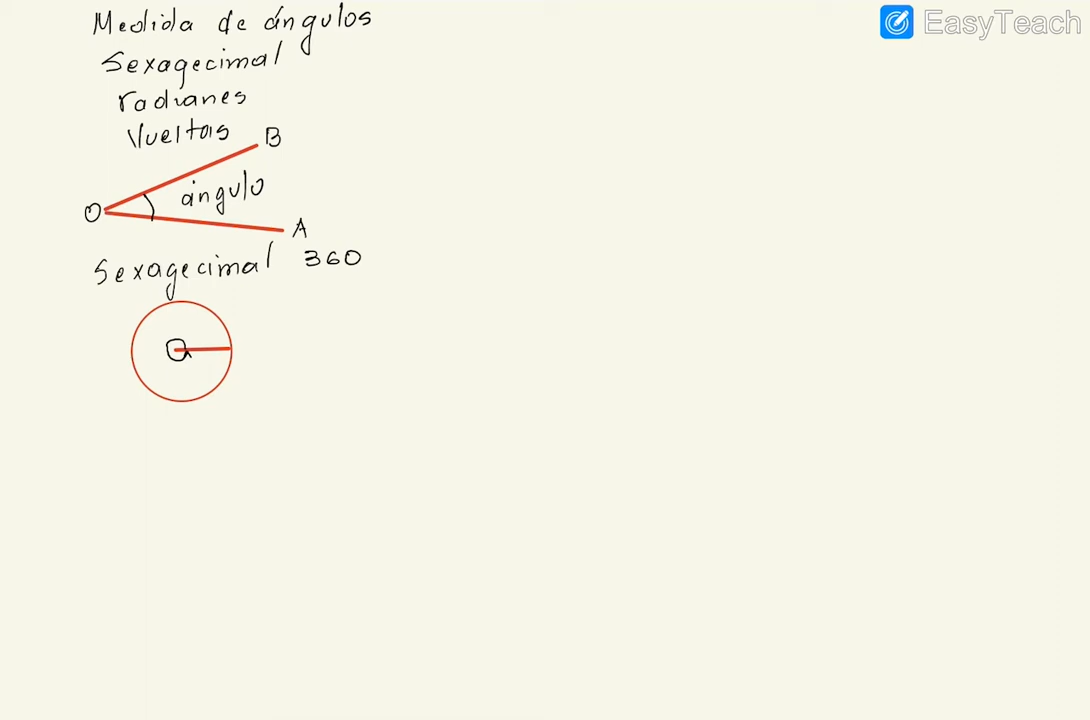 Medida de ángulos
EasyTeach
Sexagecimal
radianes
Vueltas
B
ángulo
O
A
Sexagecimal 360